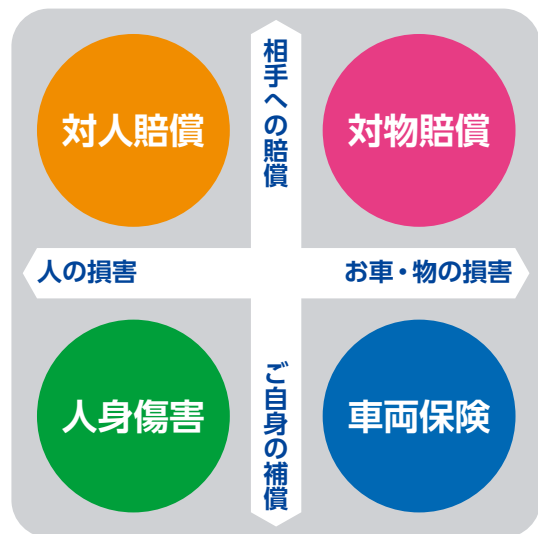 相手への賠償
対人賠償
対物賠償
人の損害
お車・物の損害
人身傷害
車両保険
ご自身の補償